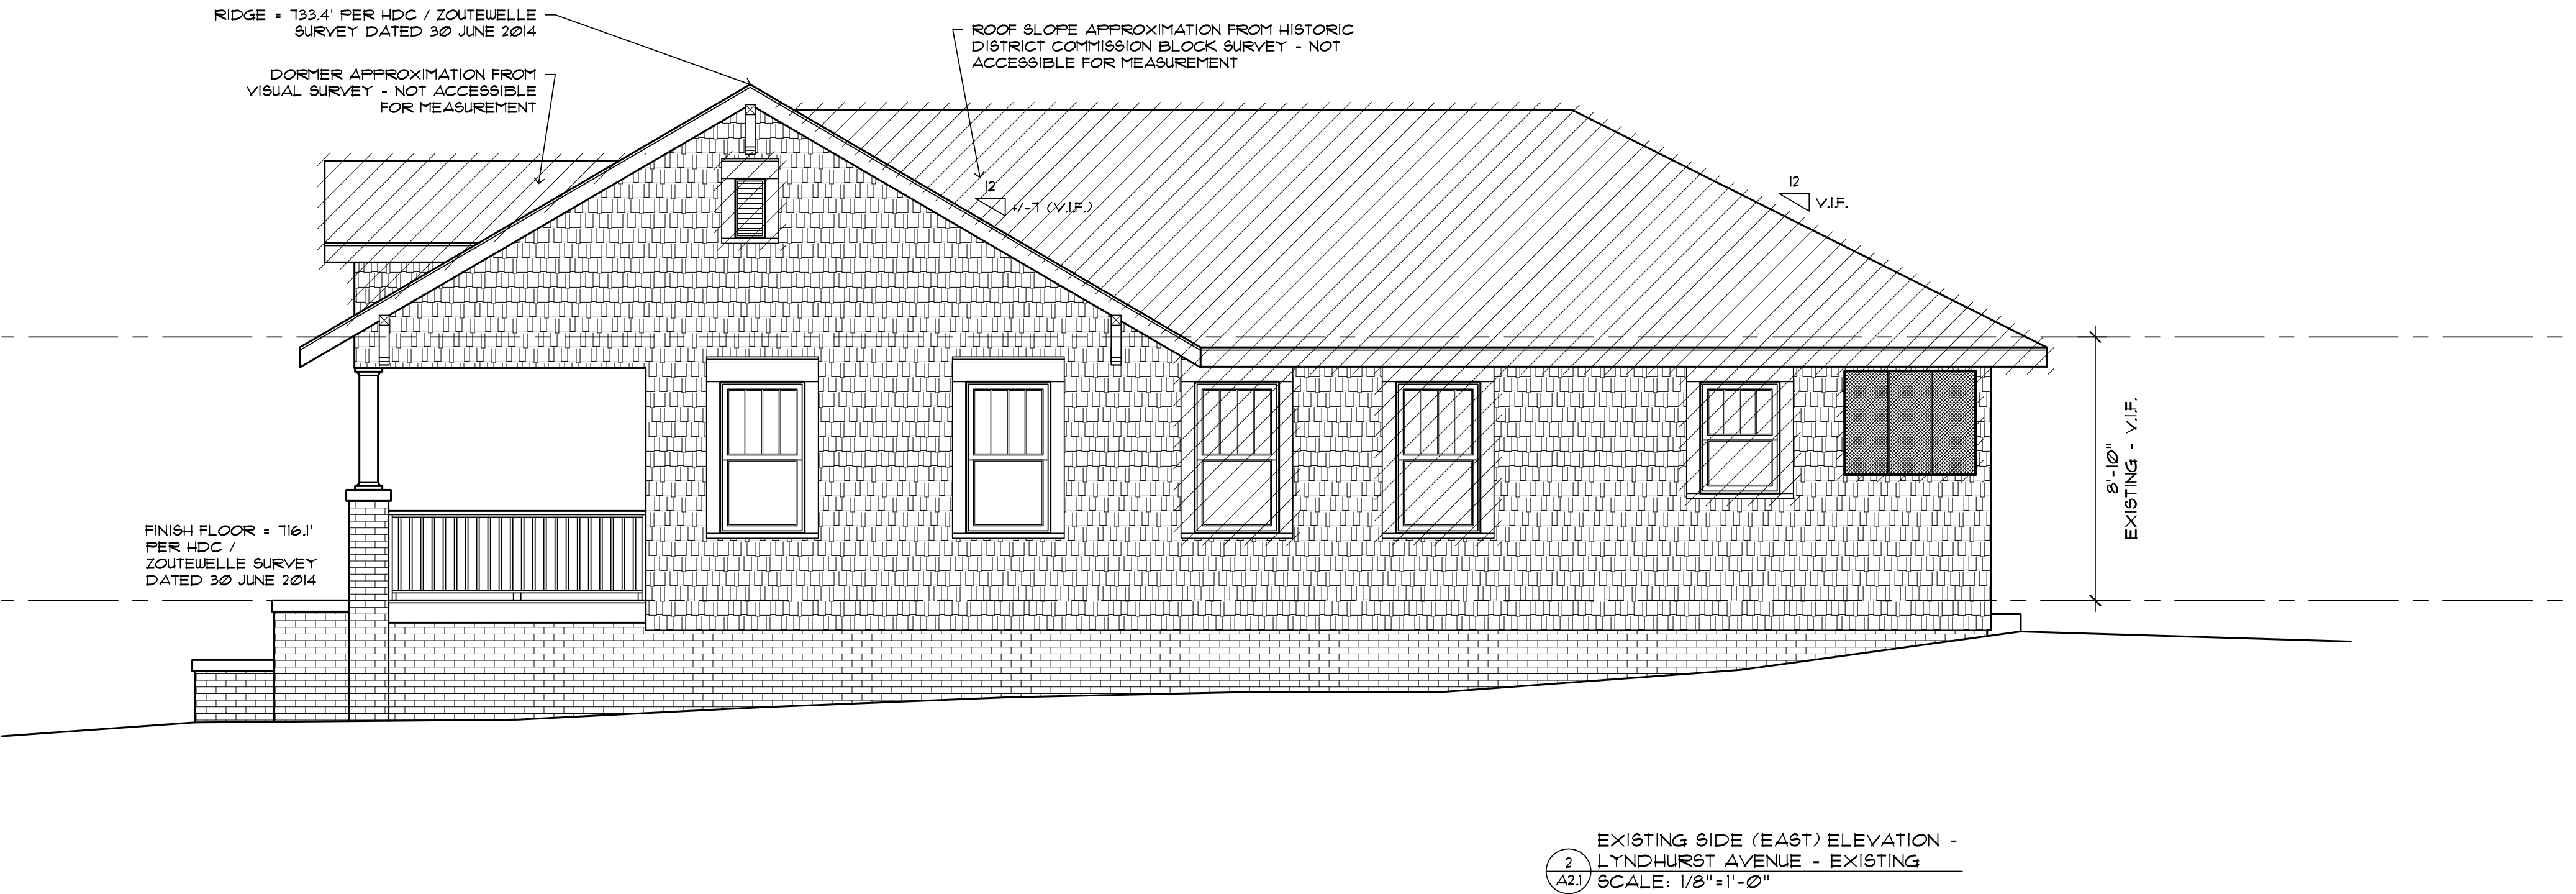 RIDGE = 733.4' PER HDC / ZOUTEWELLE
SURVEY DATED 30 JUNE 2014
ROOF SLOPE APPROXIMATION FROM HISTORIC
DISTRICT COMMISSION BLOCK SURVEY - NOT
ACCESSIBLE FOR MEASUREMENT
DORMER APPROXIMATION FROM
VISUAL SURVEY - NOT ACCESSIBLE
FOR MEASUREMENT
12
+/-7 (V.I.F.)
12
V.I.F.
8'-10"
EXISTING - V.I.F.
FINISH FLOOR = 716.1'
PER HDC /
ZOUTEWELLE SURVEY
DATED 30 JUNE 2014
2
A2.1
EXISTING SIDE (EAST) ELEVATION -
LYNDHURST AVENUE - EXISTING
SCALE: 1/8"=1'-0"